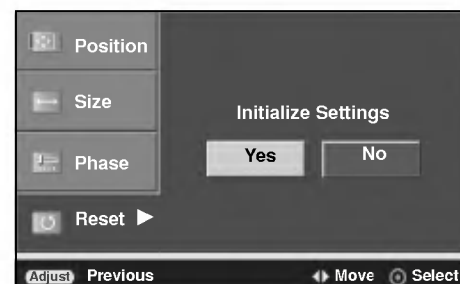 Position
Size
Initialize Settings
Yes No
Phase
Reset
Adjust Previous Move Select